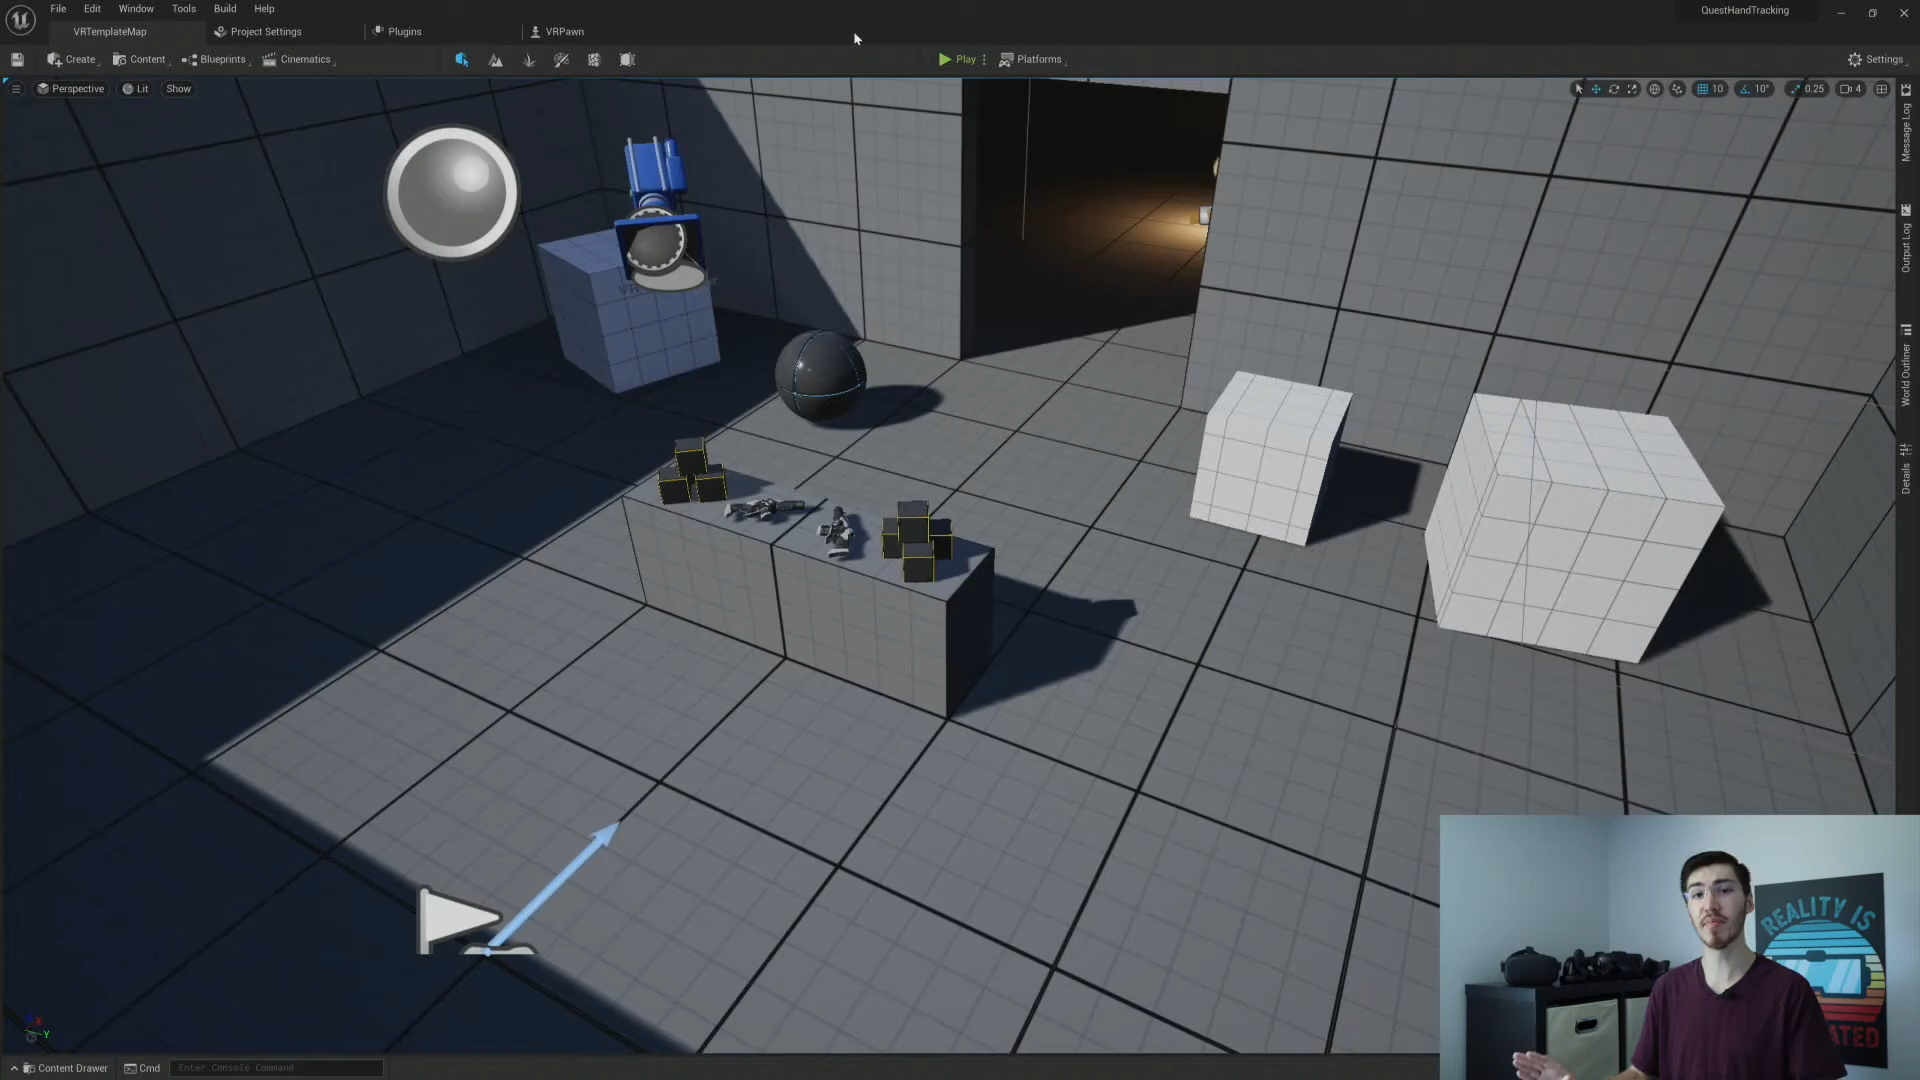 File Edit Window Tools Build Help
QuestHandTracking
VRTemplateMap
Project Settings
Plugins
VRPawn
Create
Content
Blueprints
Cinematics
Play
Platforms
Settings
Perspective
Lit
Show
10
10°
0.25
4
Message Log
Output Log
World Outliner
Details
REALITY IS
Content Drawer
Cmd
Enter Console Command